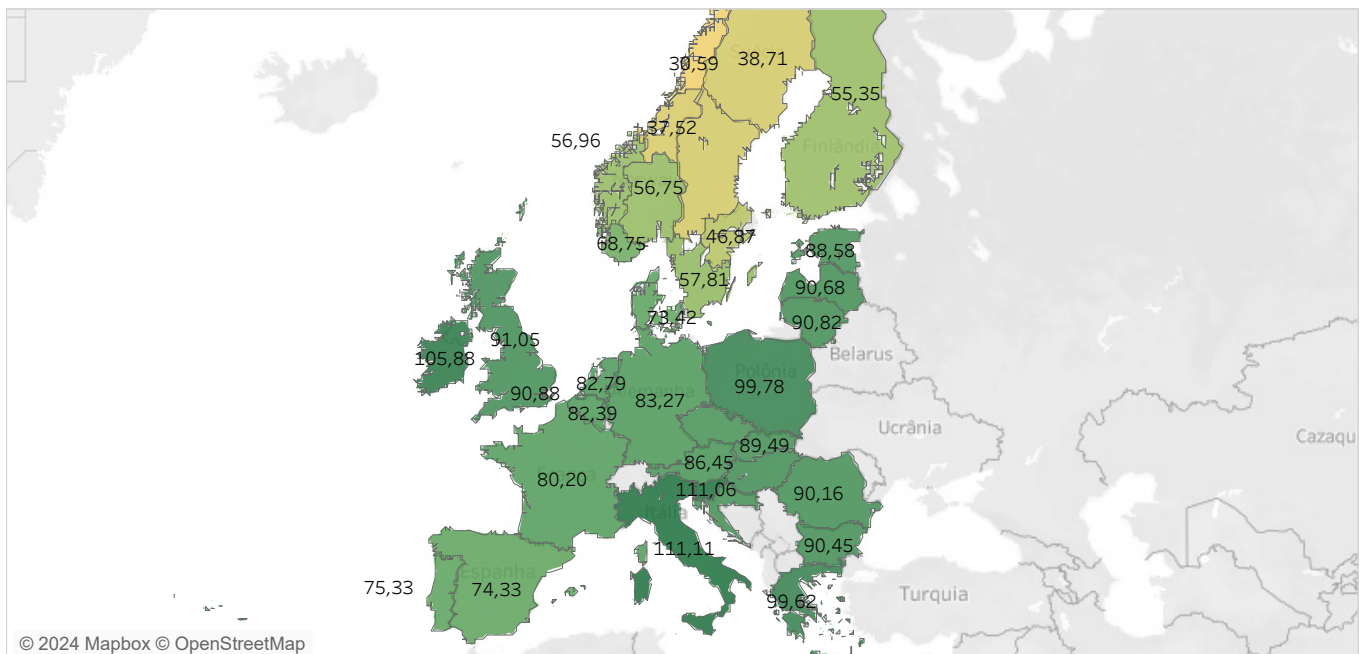 38,71
30,59
55,35
37,52
56,96
Finlândia
56,75
46,87
68,75
88,58
57,81
90,68
73,42
90,82
91,05
105,88
Belarus
Polônia
82,79
99,78
90,88
Alemanha
83,27
82,39
Ucrânia
Cazaqu
89,49
86,45
França
80,20
111,06
90,16
Itália
90,45
111,11
Espanha
75,33
74,33
99,62
Turquia
© 2024 Mapbox © OpenStreetMap